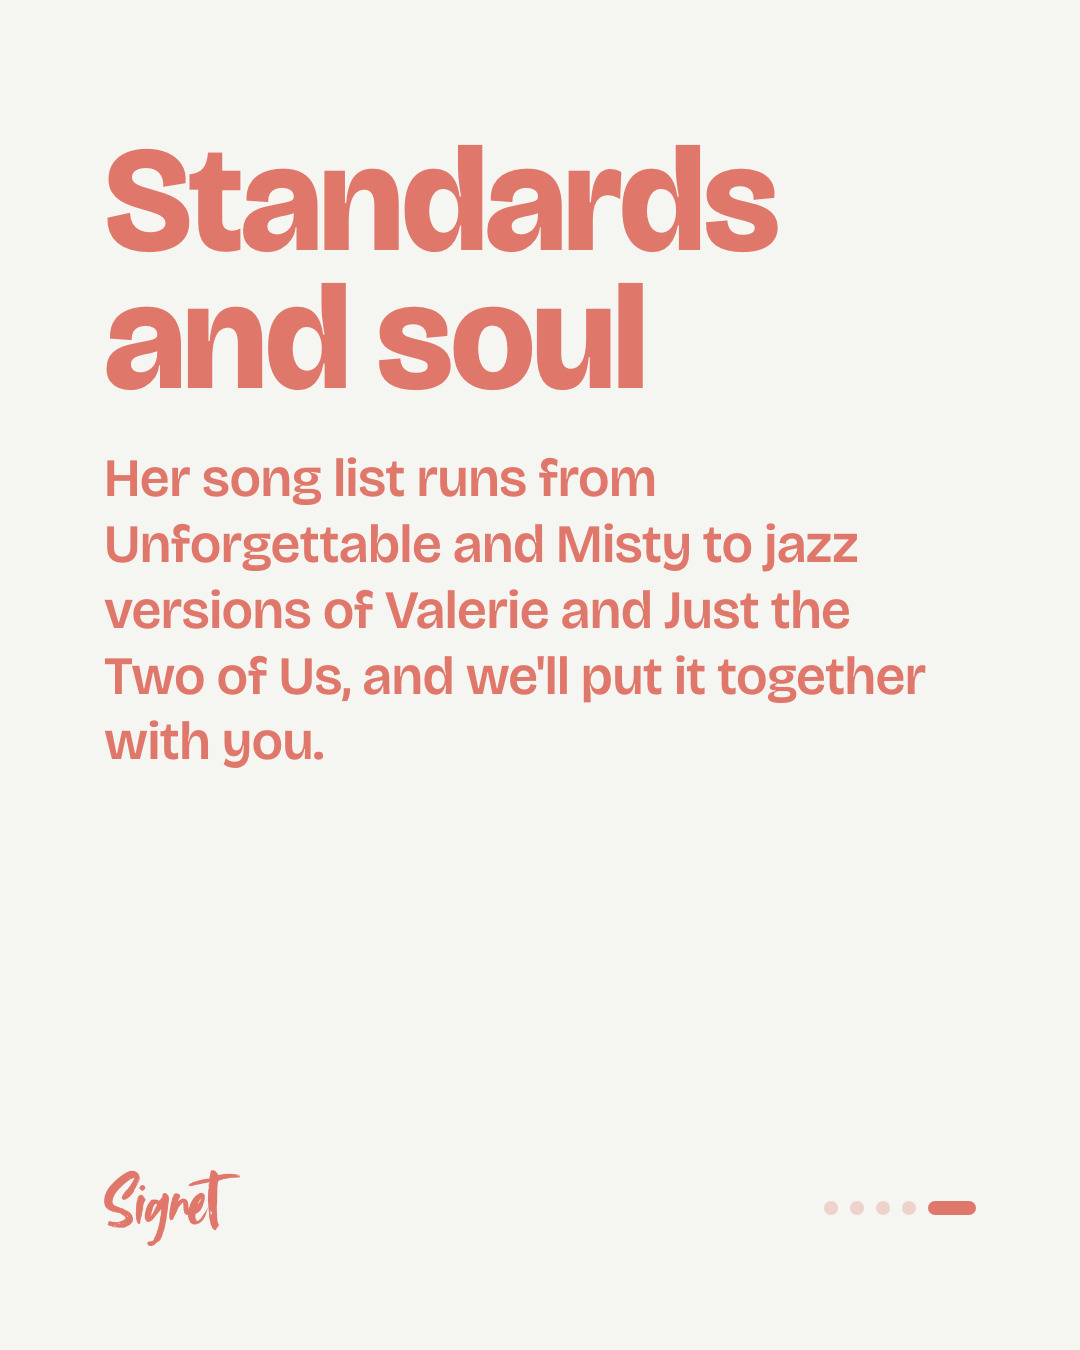 Standards
and soul
Her song list runs from
Unforgettable and Misty to jazz
versions of Valerie and Just the
Two of Us, and we'll put it together
with you.
Signet